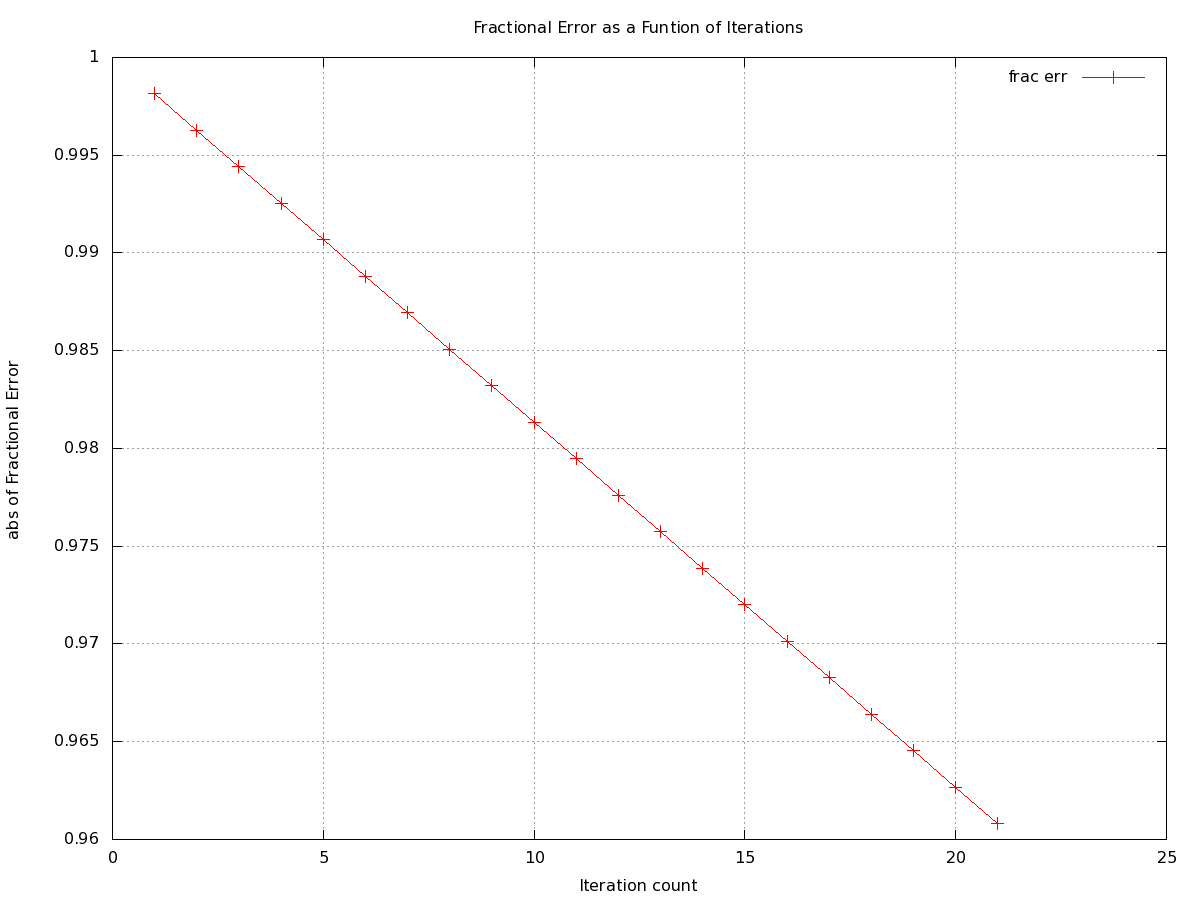 Fractional Error as a Funtion of Iterations
frac err
1
0.995
0.99
0.985
0.98
0.975
0.97
0.965
0.96
abs of Fractional Error
0 5 10 15 20 25
Iteration count